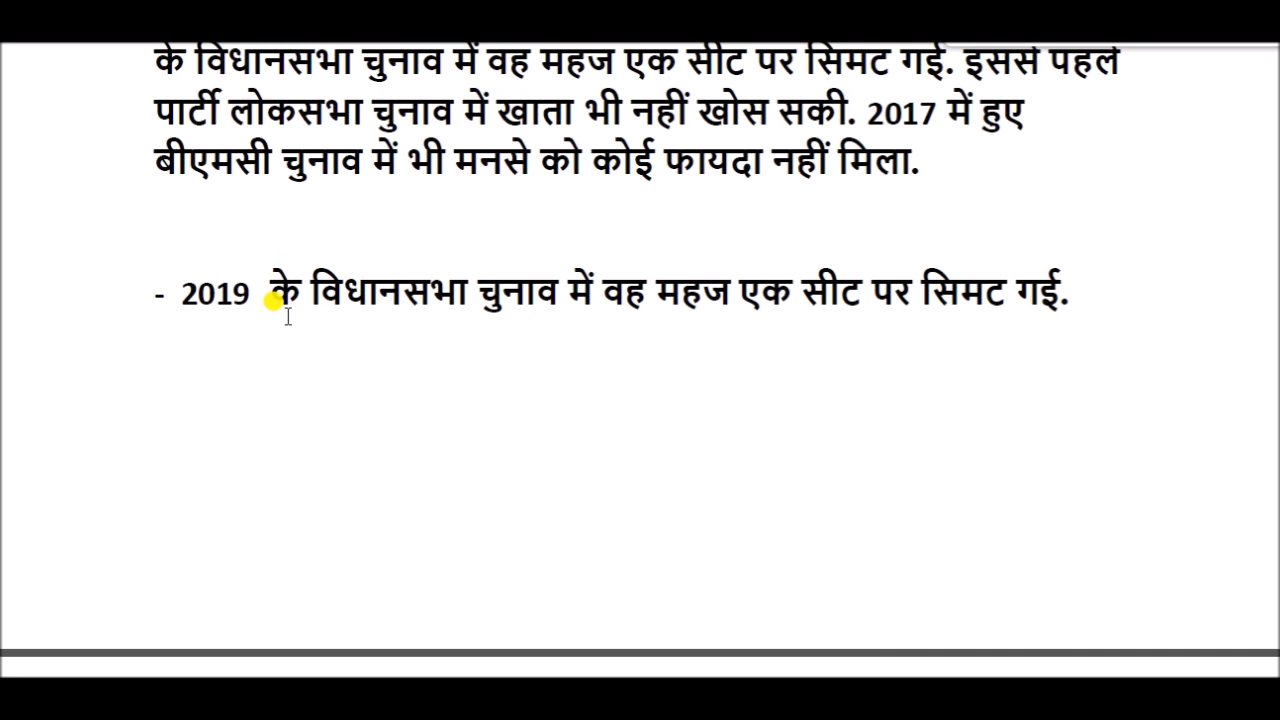 के विधानसभा चुनाव में वह महज एक सीट पर सिमट गई. इससे पहले
पार्टी लोकसभा चुनाव में खाता भी नहीं खोस सकी. 2017 में हुए
बीएमसी चुनाव में भी मनसे को कोई फायदा नहीं मिला.
- 2019 के विधानसभा चुनाव में वह महज एक सीट पर सिमट गई.